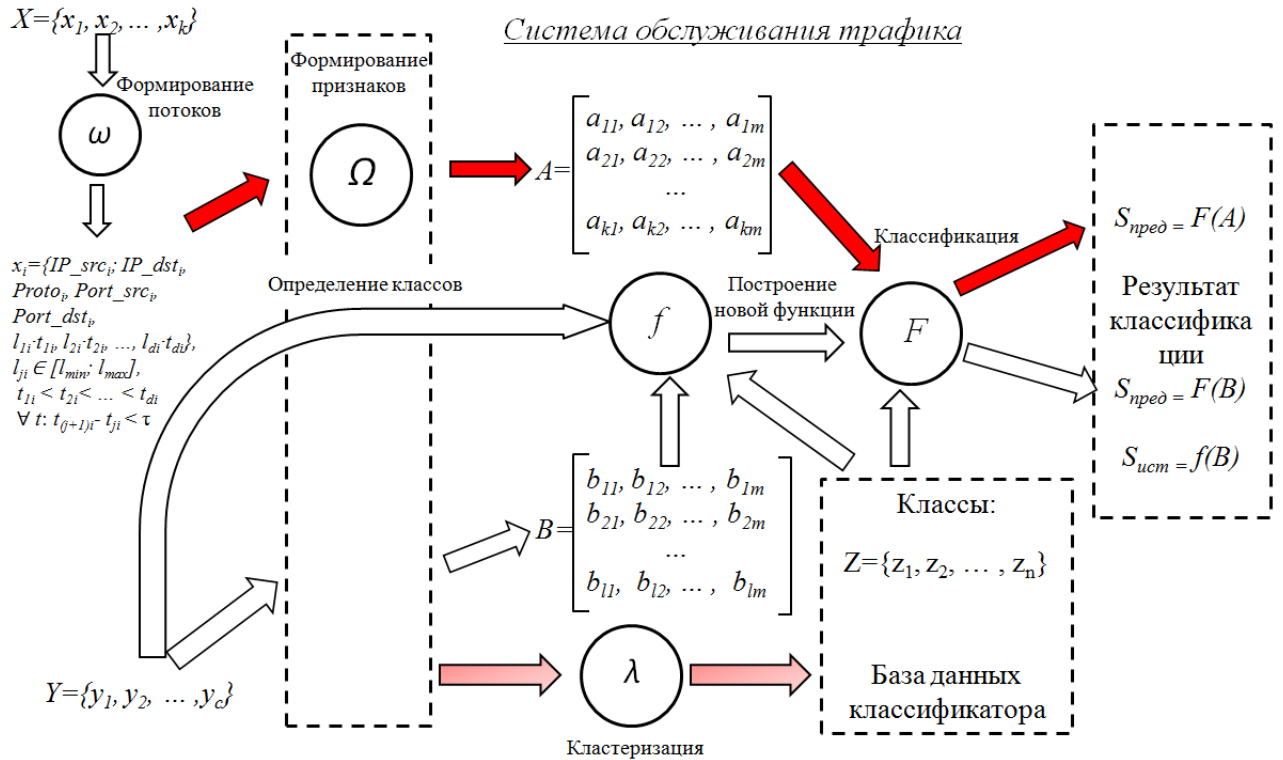 X={x1, x2, … ,xk}
Система обслуживания трафика
Формирование
потоков
ω
Формирование
признаков
Ω
A=
a11, a12, … , a1m
a21, a22, … , a2m
...
ak1, ak2, … , akm
xi={IP_srci; IP_dsti,
Protoi, Port_srci,
Port_dsti,
l1i·t1i, l2i·t2i, …, ldi·tdi},
lji ∈ [lmin; lmax],
t1i < t2i< … < tdi
∀ t: t(j+1)i- tji < τ
Определение классов
f
Построение
новой функции
Классификация
F
Sпред = F(A)
Результат
классифика
ции
Sпред = F(B)
Sист = f(B)
B=
b11, b12, … , b1m
b21, b22, … , b2m
...
bl1, bl2, … , blm
Классы:
Z={z1, z2, … , zn}
База данных
классификатора
Y={y1, y2, … ,yc}
λ
Кластеризация